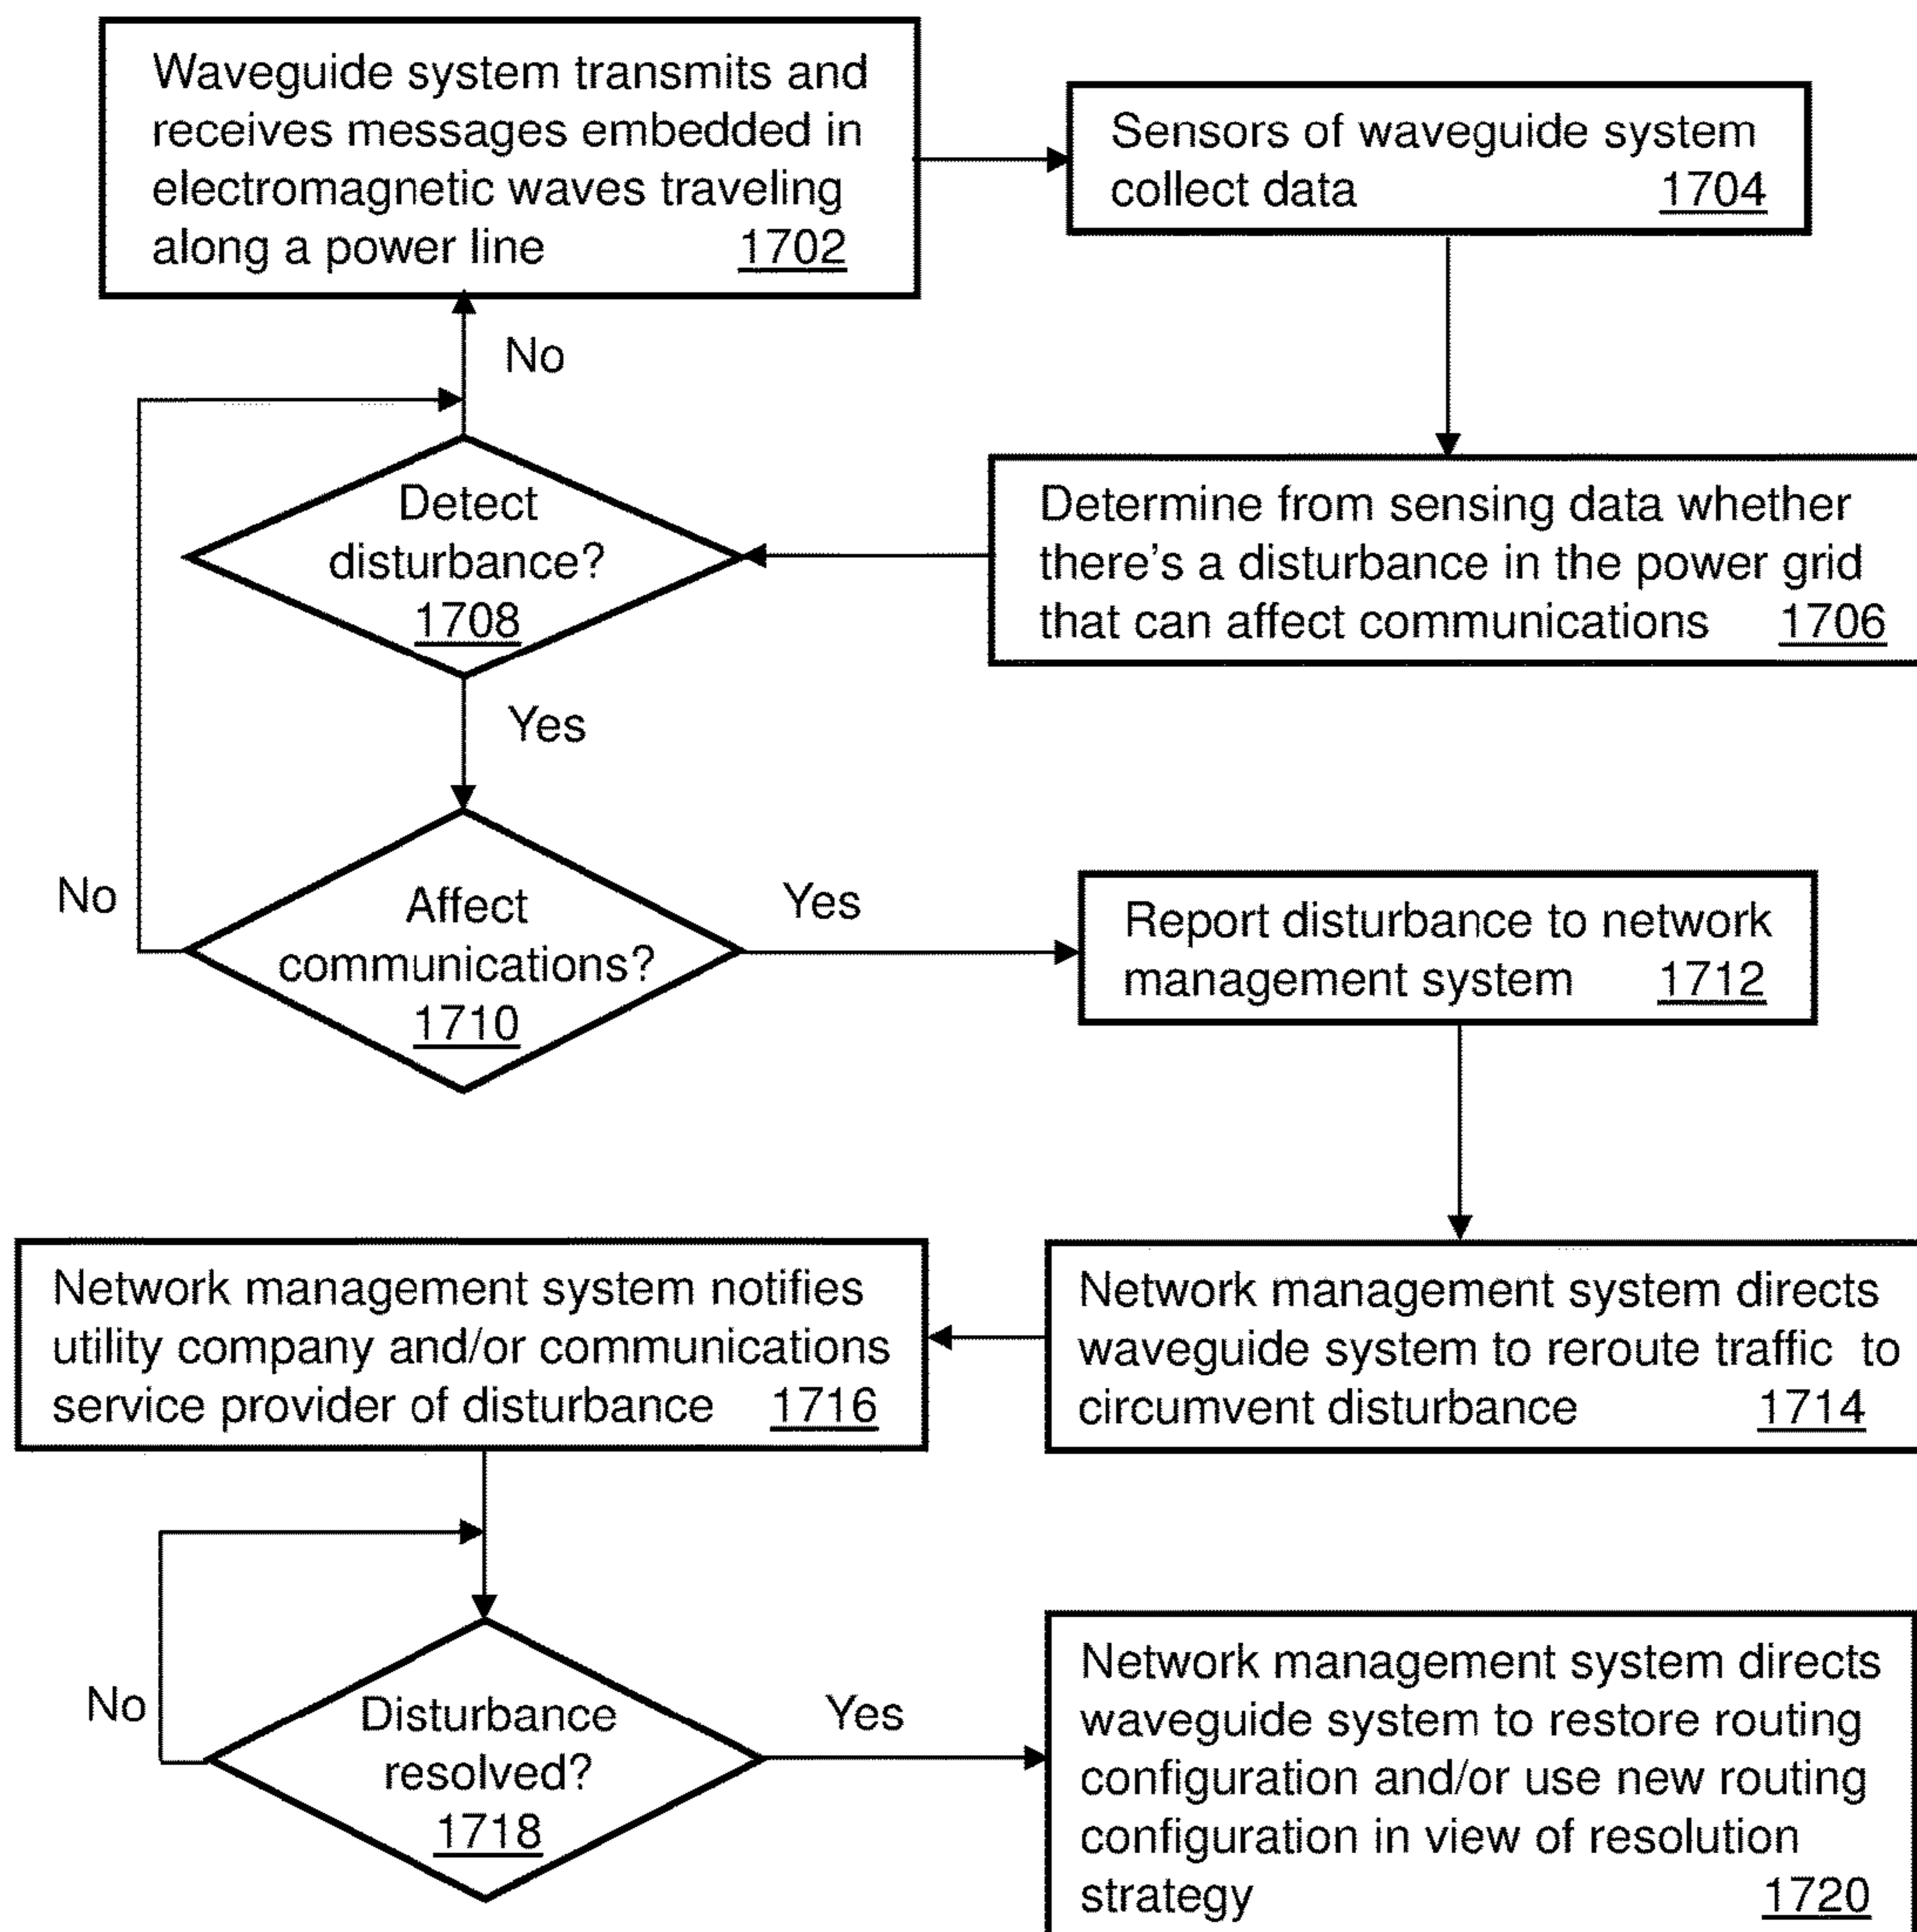 Waveguide system transmits and
receives messages embedded in
electromagnetic waves traveling
along a power line 1702
Sensors of waveguide system
collect data 1704
Determine from sensing data whether
there's a disturbance in the power grid
that can affect communications 1706
No
Detect
disturbance?
1708
Yes
No
Affect
communications?
1710
Yes
Report disturbance to network
management system 1712
Network management system directs
waveguide system to reroute traffic to
circumvent disturbance 1714
Network management system notifies
utility company and/or communications
service provider of disturbance 1716
No
Disturbance
resolved?
1718
Yes
Network management system directs
waveguide system to restore routing
configuration and/or use new routing
configuration in view of resolution
strategy 1720